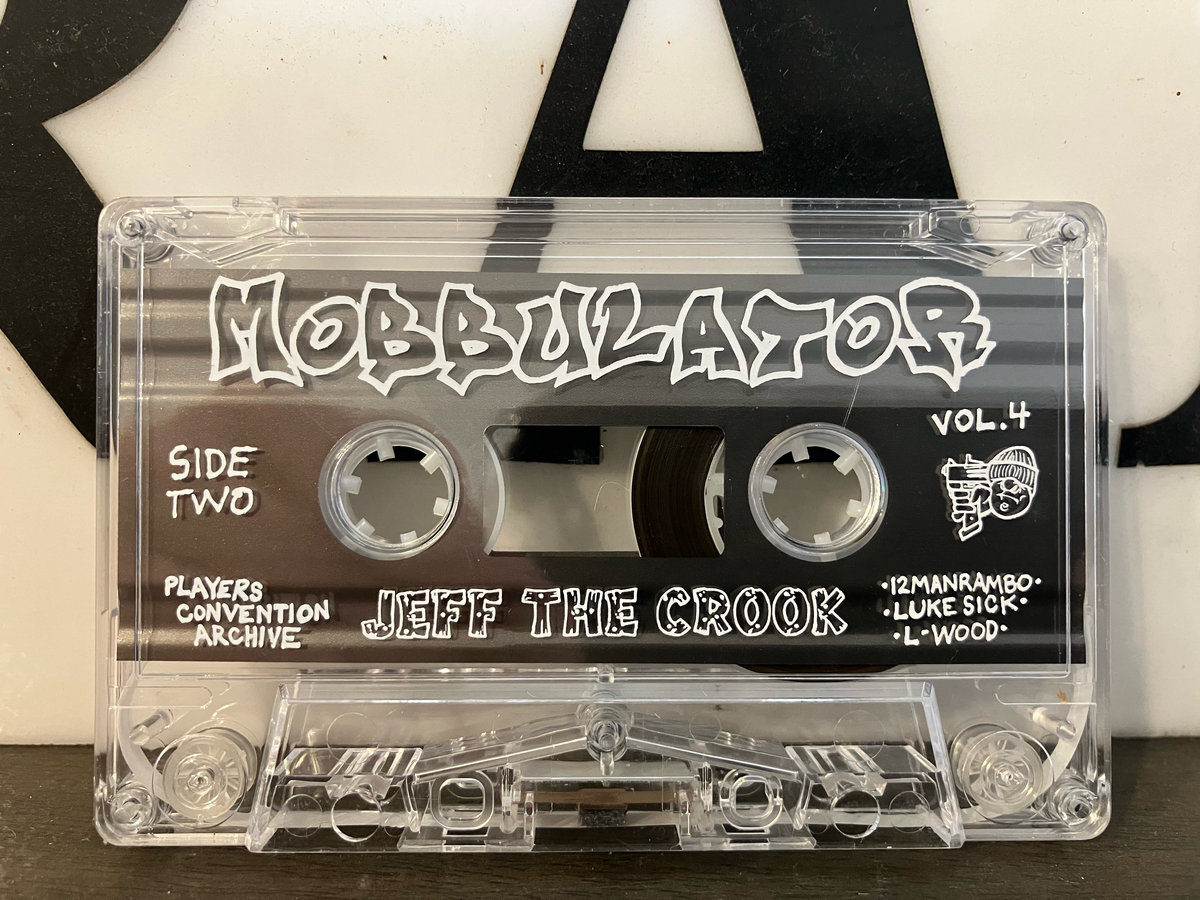 MOBBULATOR
VOL.4
SIDE
TWO
PLAYERS
CONVENTION
ARCHIVE
JEFF THE CROOK
·12MANRAMBO·
·LUKE SICK·
·L-WOOD·